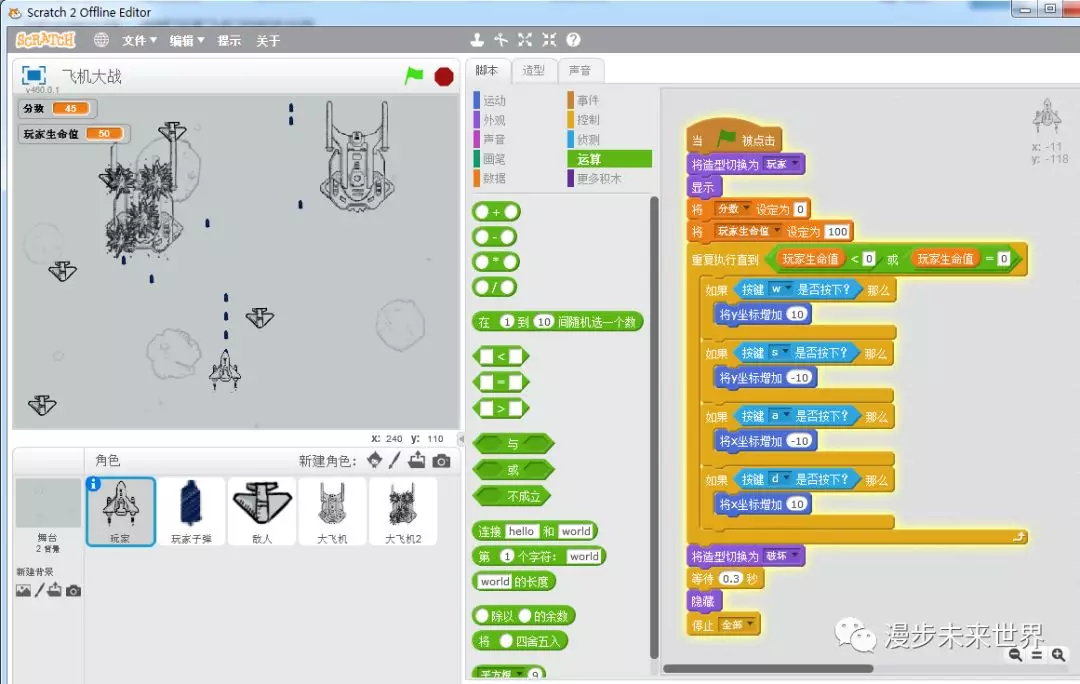 Scratch 2 Offline Editor
SCRATCH 文件▼ 编辑▼ 提示 关于
飞机大战
v460.0.1
分数 45
玩家生命值 50
x: 240 y: 110
角色 新建角色:
舞台
2 背景
新建背景
玩家 玩家子弹 敌人 大飞机 大飞机2
脚本 造型 声音
运动 事件
外观 控制
声音 侦测
画笔 运算
数据 更多积木
+
-
*
/
在 1 到 10 间随机选一个数
<
=
>
与
或
不成立
连接 hello 和 world
第 1 个字符: world
world 的长度
除以 的余数
将 四舍五入
平方根 9
x: -11
y: -118
当 被点击
将造型切换为 玩家
显示
将 分数 设定为 0
将 玩家生命值 设定为 100
重复执行直到 玩家生命值 < 0 或 玩家生命值 = 0
如果 按键 w 是否按下? 那么
将y坐标增加 10
如果 按键 s 是否按下? 那么
将y坐标增加 -10
如果 按键 a 是否按下? 那么
将x坐标增加 -10
如果 按键 d 是否按下? 那么
将x坐标增加 10
将造型切换为 破坏
等待 0.3 秒
隐藏
停止 全部
漫步未来世界